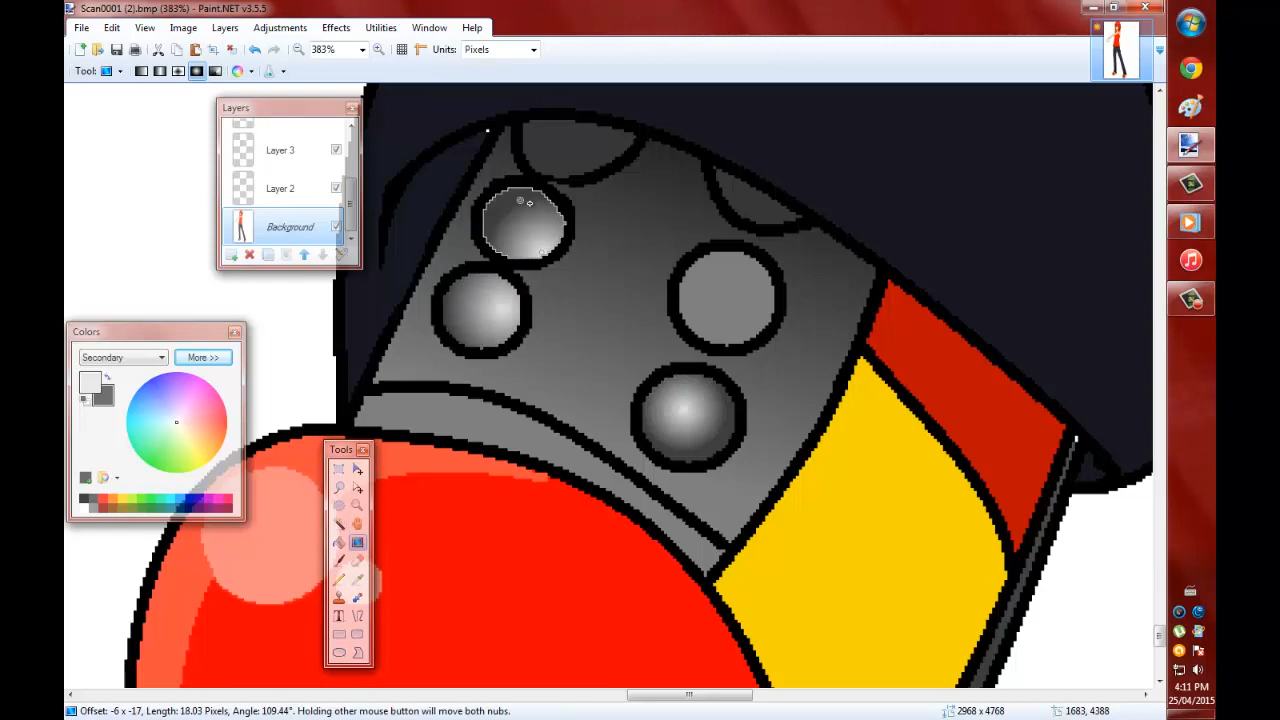 Scan0001 (2).bmp (383%) - Paint.NET v3.5.5
File Edit View Image Layers Adjustments Effects Utilities Window Help
383% Units: Pixels
Tool:
Layers
Layer 3
Layer 2
Background
Colors
Secondary More >>
Tools
4:11 PM
25/04/2015
Offset: -6 x -17, Length: 18.03 Pixels, Angle: 109.44°. Holding other mouse button will move both nubs. 2968 x 4768 1683, 4388